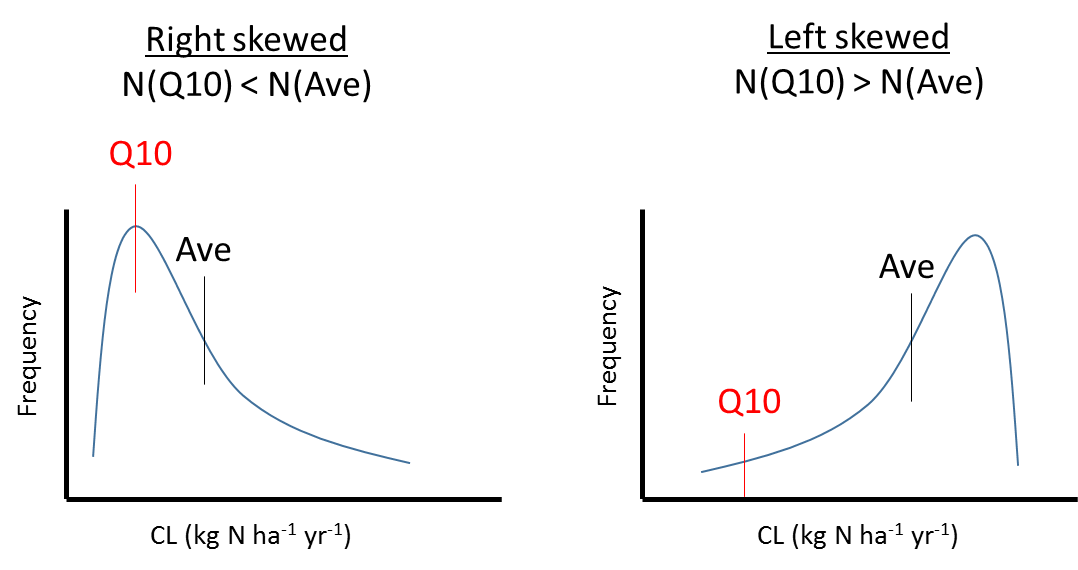 Right skewed
N(Q10) < N(Ave)
Q10
Ave
Frequency
CL (kg N ha⁻¹ yr⁻¹)
Left skewed
N(Q10) > N(Ave)
Ave
Q10
Frequency
CL (kg N ha⁻¹ yr⁻¹)